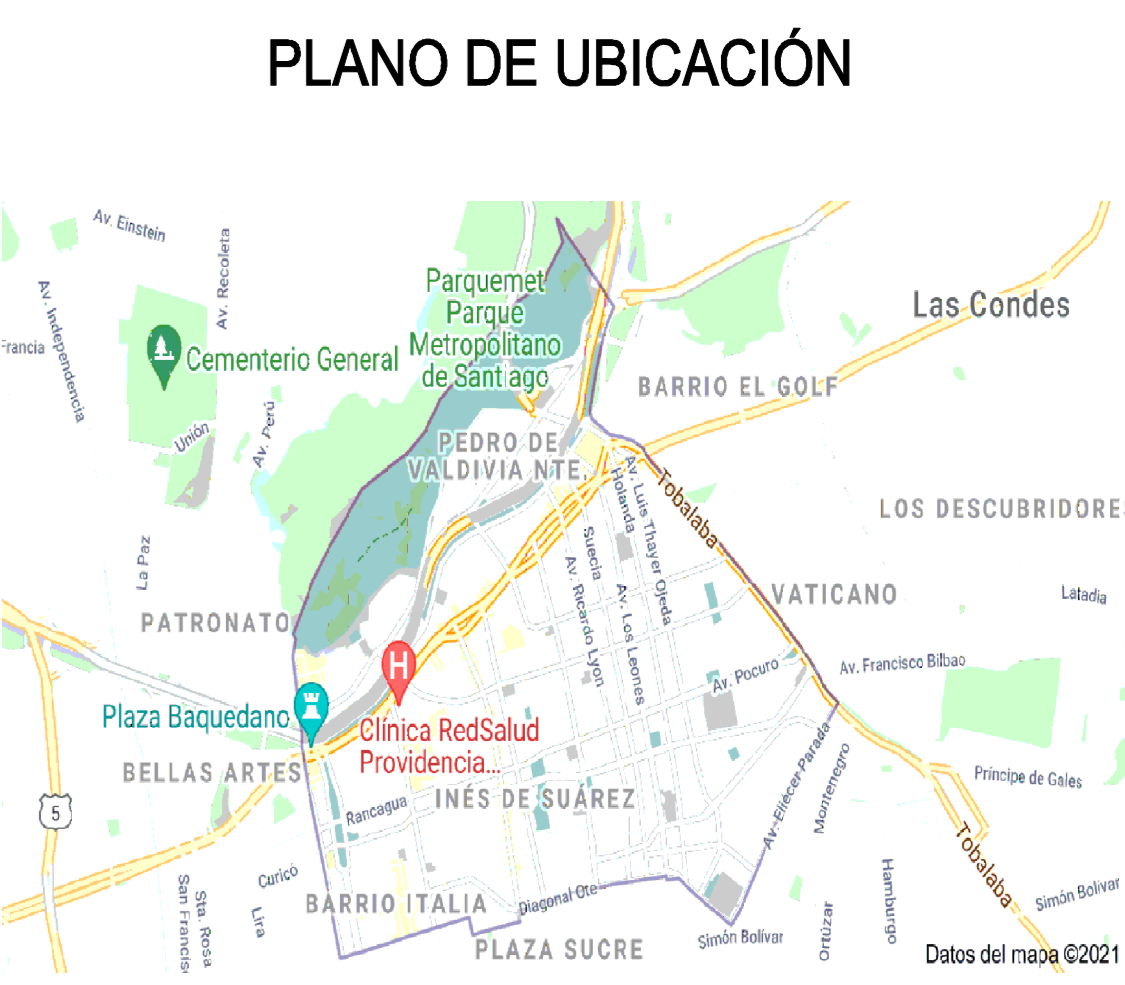 PLANO DE UBICACIÓN
Av. Einstein
Av. Recoleta
Av. Independencia
Francia
Cementerio General
Parquemet
Parque
Metropolitano
de Santiago
Las Condes
BARRIO EL GOLF
Unión
Av. Perú
PEDRO DE
VALDIVIA NTE.
Holanda
Av. Luis Thayer Ojeda
Tobalaba
LOS DESCUBRIDORE
La Paz
Suecia
Av. Ricardo Lyon
Av. Los Leones
VATICANO
Latadia
PATRONATO
H
Av. Pocuro
Av. Francisco Bilbao
Plaza Baquedano
Clínica RedSalud
Providencia...
BELLAS ARTES
5
Rancagua
INÉS DE SUÁREZ
Av. Eliecer Parada
Montenegro
Príncipe de Gales
Tobalaba
Curicó
San Francisc
Sta. Rosa
Lira
BARRIO ITALIA
Diagonal Ote
PLAZA SUCRE
Simón Bolívar
Ortúzar
Hamburgo
Simón Bolívar
Datos del mapa ©2021